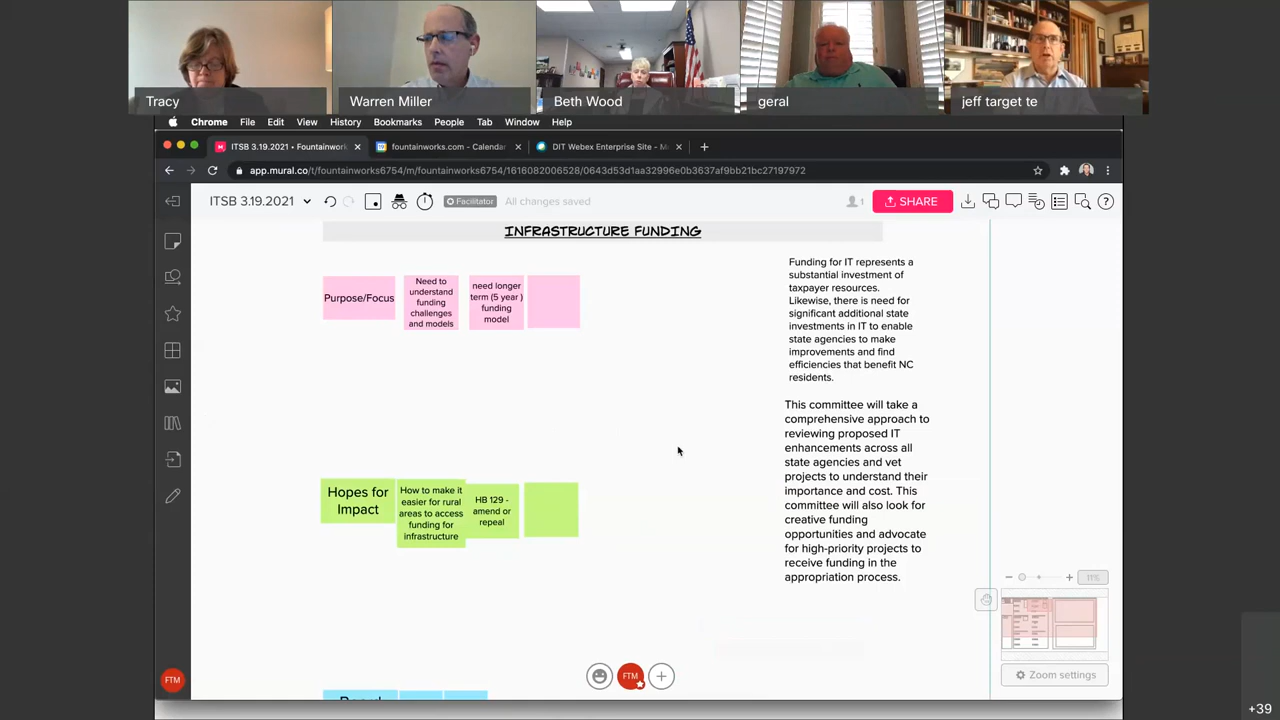 Tracy
Warren Miller
Beth Wood
geral
jeff target te
Chrome File Edit View History Bookmarks People Tab Window Help
ITSB 3.19.2021 • Fountainwork
fountainworks.com - Calendar
DIT Webex Enterprise Site - M
app.mural.co/t/fountainworks6754/m/fountainworks6754/1616082006528/0643d53d1aa32996e0b3637af9bb21bc27197972
ITSB 3.19.2021
Facilitator
All changes saved
1
SHARE
INFRASTRUCTURE FUNDING
Purpose/Focus
Need to
understand
funding
challenges
and models
need longer
term (5 year )
funding
model
Funding for IT represents a
substantial investment of
taxpayer resources.
Likewise, there is need for
significant additional state
investments in IT to enable
state agencies to make
improvements and find
efficiencies that benefit NC
residents.
This committee will take a
comprehensive approach to
reviewing proposed IT
enhancements across all
state agencies and vet
projects to understand their
importance and cost. This
committee will also look for
creative funding
opportunities and advocate
for high-priority projects to
receive funding in the
appropriation process.
Hopes for
Impact
How to make it
easier for rural
areas to access
funding for
infrastructure
HB 129 -
amend or
repeal
11%
Zoom settings
FTM
FTM
+39